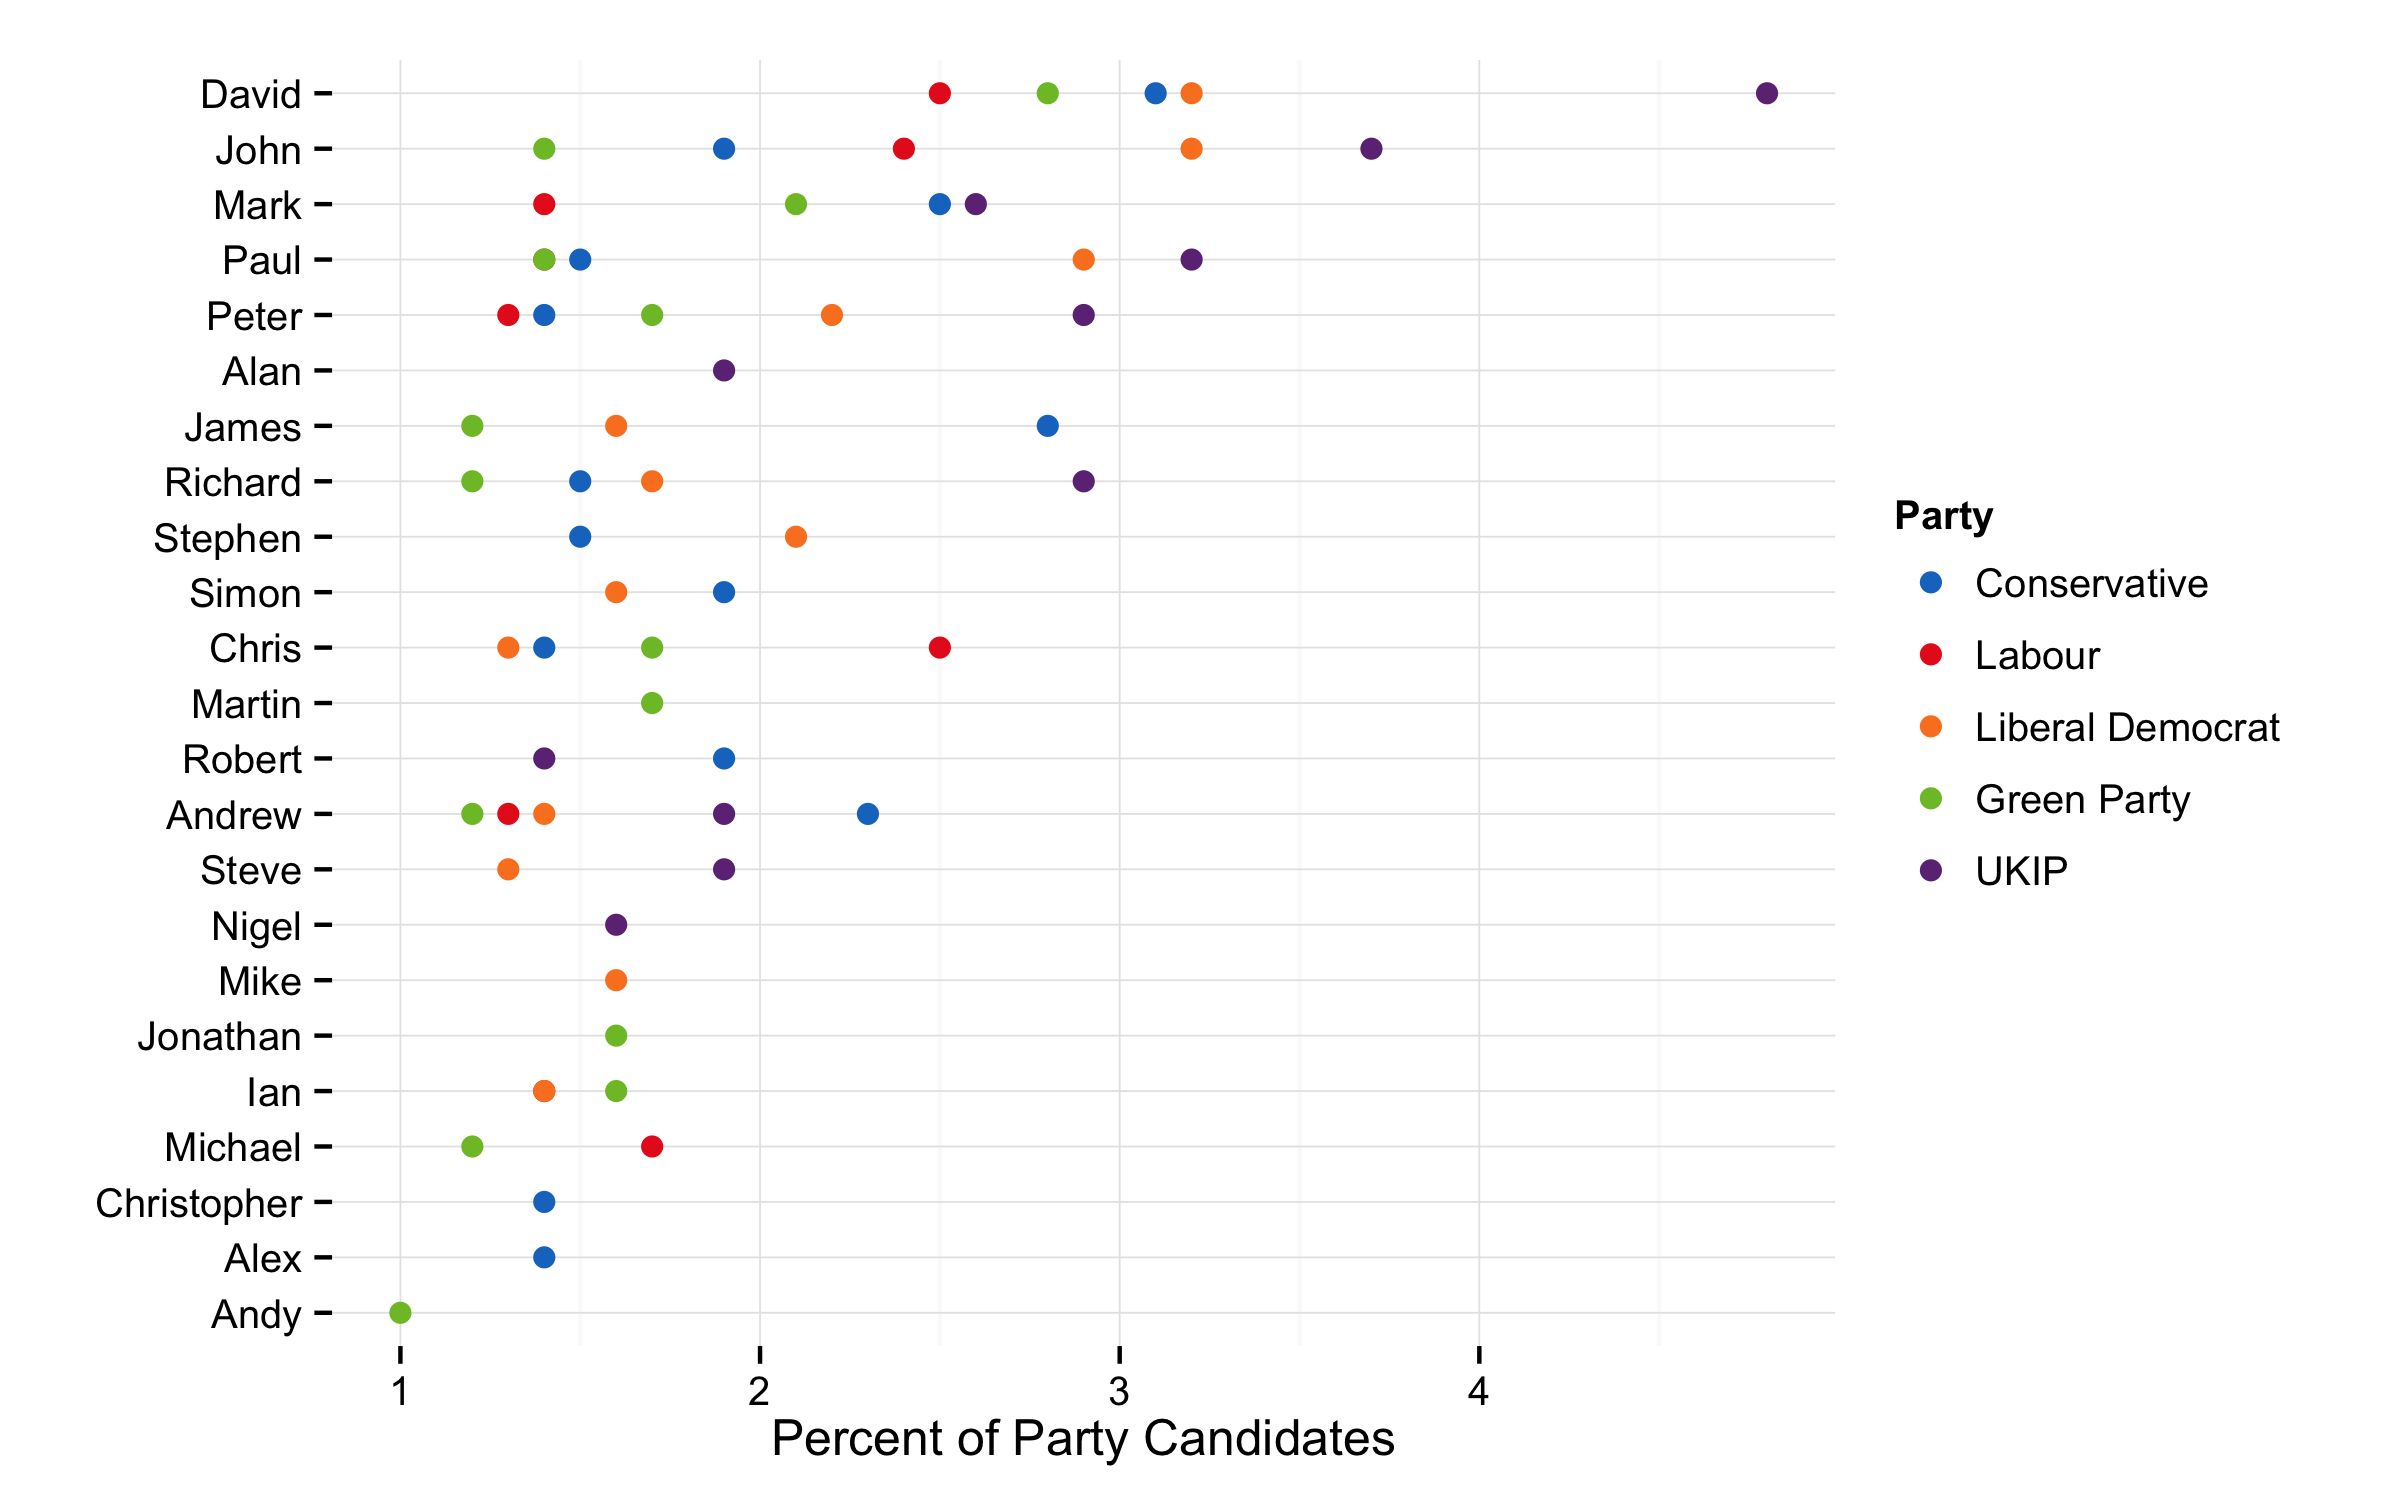 David
John
Mark
Paul
Peter
Alan
James
Richard
Stephen
Simon
Chris
Martin
Robert
Andrew
Steve
Nigel
Mike
Jonathan
Ian
Michael
Christopher
Alex
Andy
1 2 3 4
Percent of Party Candidates
Party
Conservative
Labour
Liberal Democrat
Green Party
UKIP